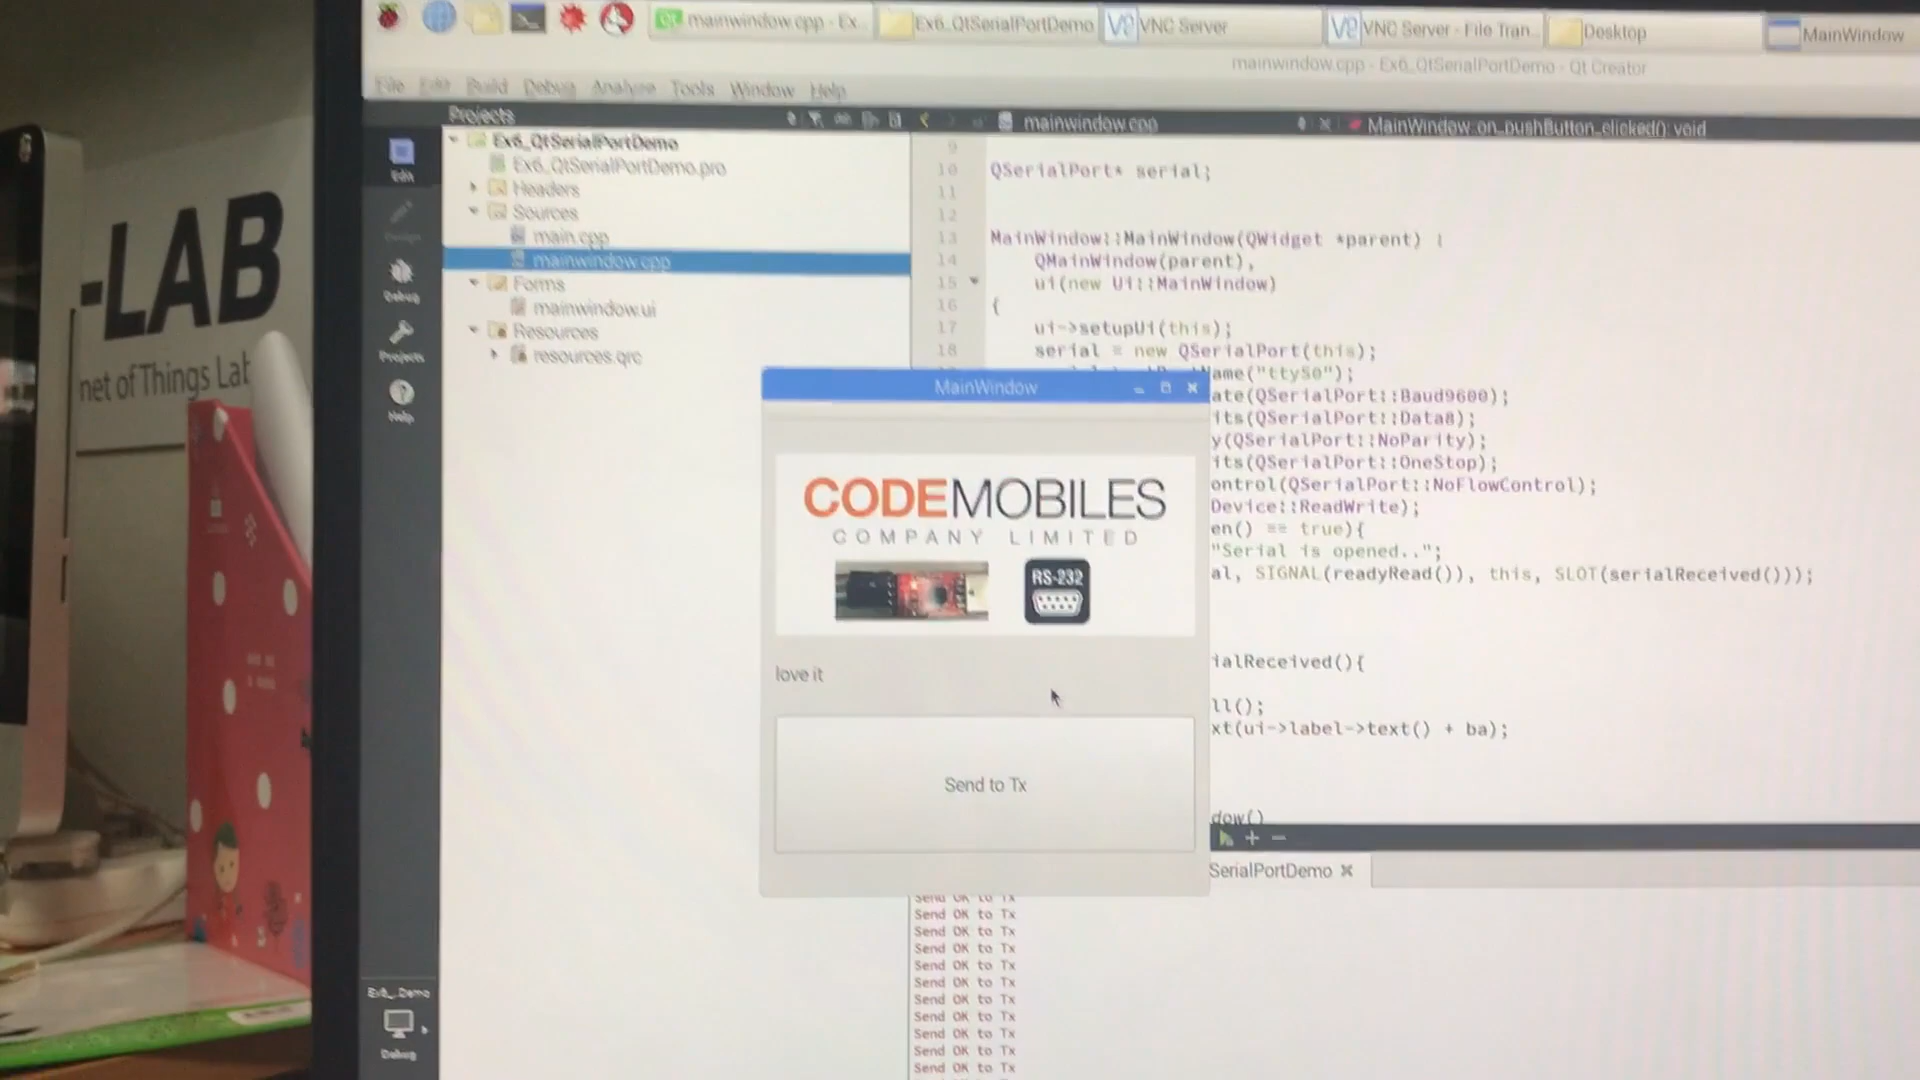 mainwindow.cpp - Ex...
Ex6_QtSerialPortDemo
VNC Server
VNC Server - File Tran...
Desktop
MainWindow
mainwindow.cpp - Ex6_QtSerialPortDemo - Qt Creator
File Edit Build Debug Analyze Tools Window Help
Projects
mainwindow.cpp
MainWindow::on_pushButton_clicked(): void
Edit
Debug
Projects
Help
Ex6_QtSerialPortDemo
Ex6_QtSerialPortDemo.pro
Headers
Sources
main.cpp
mainwindow.cpp
Forms
mainwindow.ui
Resources
resources.qrc
9
10 QSerialPort* serial;
11
12
13 MainWindow::MainWindow(QWidget *parent) :
14 QMainWindow(parent),
15 ui(new Ui::MainWindow)
16 {
17 ui->setupUi(this);
18 serial = new QSerialPort(this);
Name("ttyS0");
ate(QSerialPort::Baud9600);
its(QSerialPort::Data8);
y(QSerialPort::NoParity);
its(QSerialPort::OneStop);
ontrol(QSerialPort::NoFlowControl);
Device::ReadWrite);
en() == true){
"Serial is opened..";
al, SIGNAL(readyRead()), this, SLOT(serialReceived()));
ialReceived(){
ll();
xt(ui->label->text() + ba);
dow()
MainWindow
CODEMOBILES
COMPANY LIMITED
RS-232
love it
Send to Tx
SerialPortDemo
Send OK to Tx
Send OK to Tx
Send OK to Tx
Send OK to Tx
Send OK to Tx
Send OK to Tx
Send OK to Tx
Send OK to Tx
Send OK to Tx
Send OK to Tx
Send OK to Tx
Ex6_...Demo
Debug
-LAB
net of Things Lab